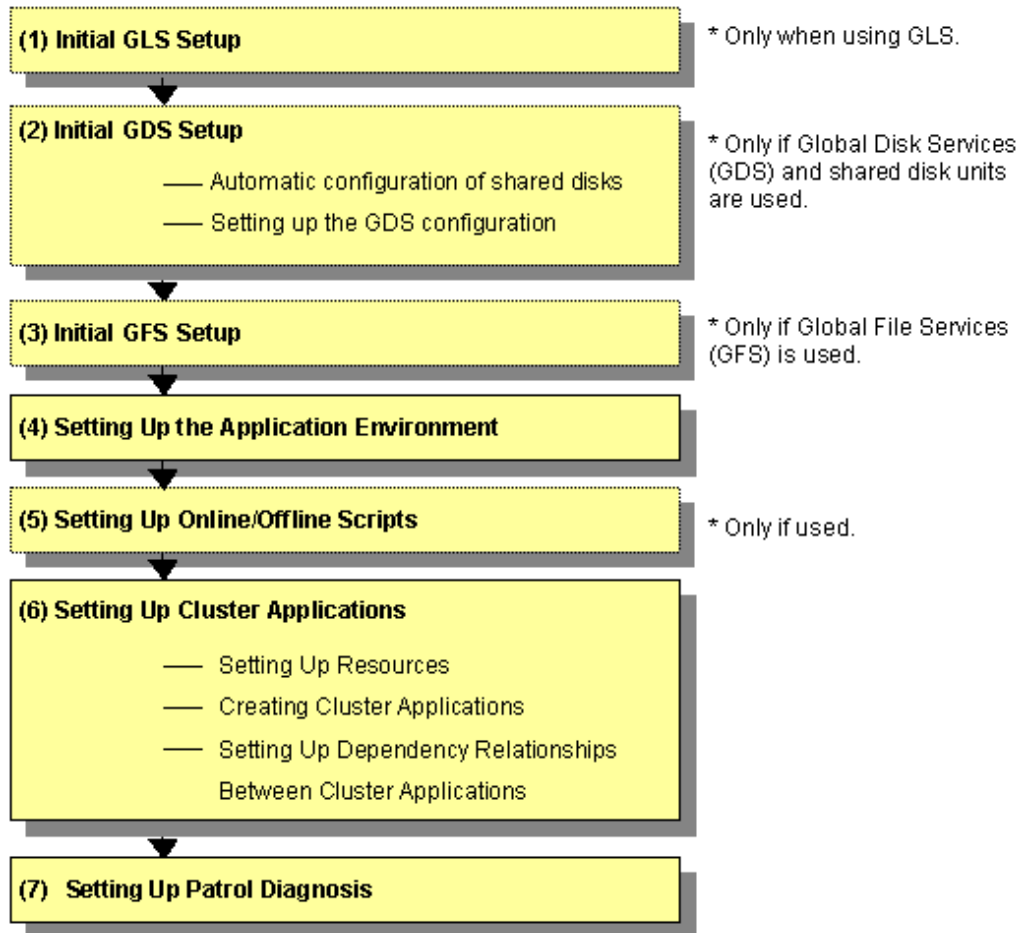 (1) Initial GLS Setup
* Only when using GLS.
(2) Initial GDS Setup
Automatic configuration of shared disks
Setting up the GDS configuration
* Only if Global Disk Services
(GDS) and shared disk units
are used.
(3) Initial GFS Setup
* Only if Global File Services
(GFS) is used.
(4) Setting Up the Application Environment
(5) Setting Up Online/Offline Scripts
* Only if used.
(6) Setting Up Cluster Applications
Setting Up Resources
Creating Cluster Applications
Setting Up Dependency Relationships
Between Cluster Applications
(7) Setting Up Patrol Diagnosis